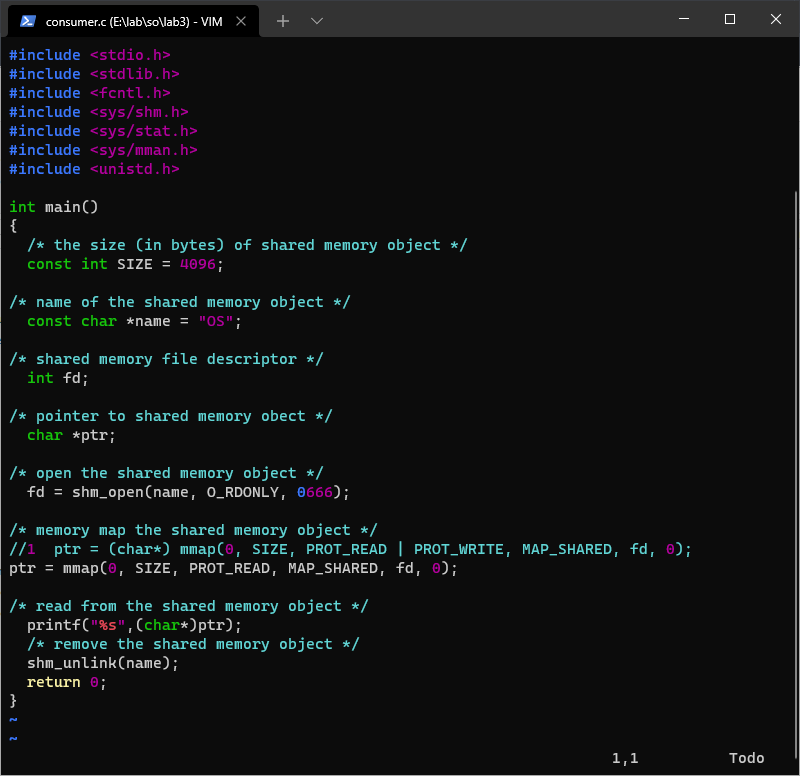 consumer.c (E:\lab\so\lab3) - VIM
#include <stdio.h>
#include <stdlib.h>
#include <fcntl.h>
#include <sys/shm.h>
#include <sys/stat.h>
#include <sys/mman.h>
#include <unistd.h>

int main()
{
  /* the size (in bytes) of shared memory object */
  const int SIZE = 4096;

/* name of the shared memory object */
  const char *name = "OS";

/* shared memory file descriptor */
  int fd;

/* pointer to shared memory obect */
  char *ptr;

/* open the shared memory object */
  fd = shm_open(name, O_RDONLY, 0666);

/* memory map the shared memory object */
//1  ptr = (char*) mmap(0, SIZE, PROT_READ | PROT_WRITE, MAP_SHARED, fd, 0);
ptr = mmap(0, SIZE, PROT_READ, MAP_SHARED, fd, 0);

/* read from the shared memory object */
  printf("%s",(char*)ptr);
  /* remove the shared memory object */
  shm_unlink(name);
  return 0;
}
~
~
1,1 Todo